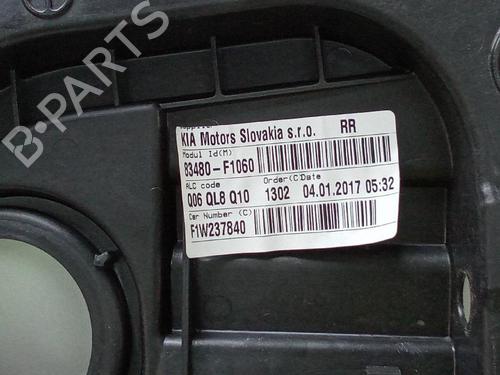 KIA Motors Slovakia s.r.o. RR
Modul Id(M)
83480-F1060
ALC code Order(C)Date
Q06 QL8 Q10 1302 04.01.2017 05:32
Car Number (C)
F1W237840
B-PARTS